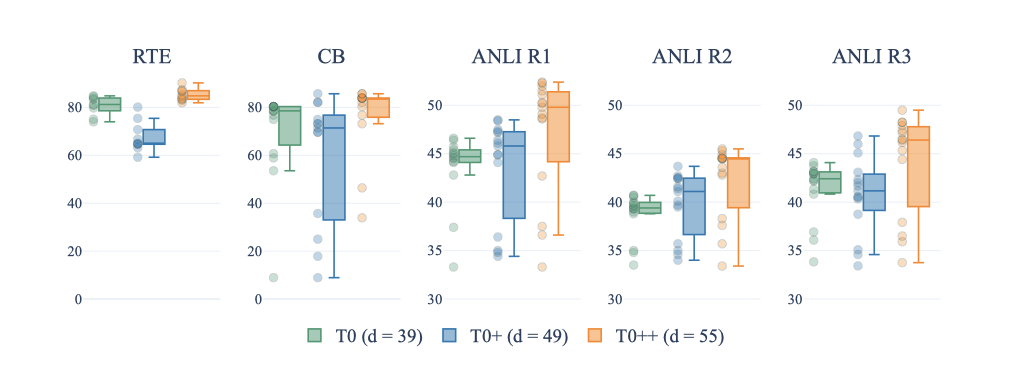 RTE CB ANLI R1 ANLI R2 ANLI R3
80 80 50 50 50
60 60 45 45 45
40 40 40 40 40
20 20 35 35 35
0 0 30 30 30
T0 (d = 39) T0+ (d = 49) T0++ (d = 55)